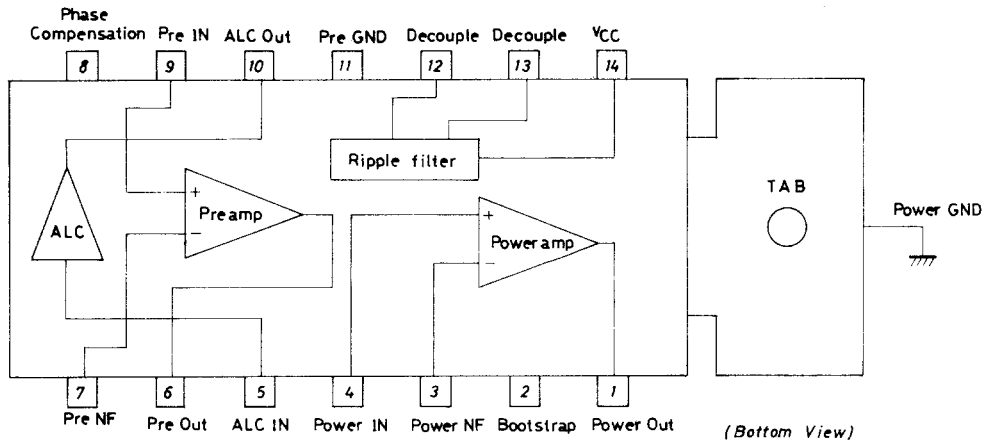 Phase
Compensation Pre IN ALC Out Pre GND Decouple Decouple VCC
8 9 10 11 12 13 14
Ripple filter
+
Preamp
−
ALC
+
Power amp
−
TAB
Power GND
7 6 5 4 3 2 1
Pre NF Pre Out ALC IN Power IN Power NF Bootstrap Power Out
(Bottom View)